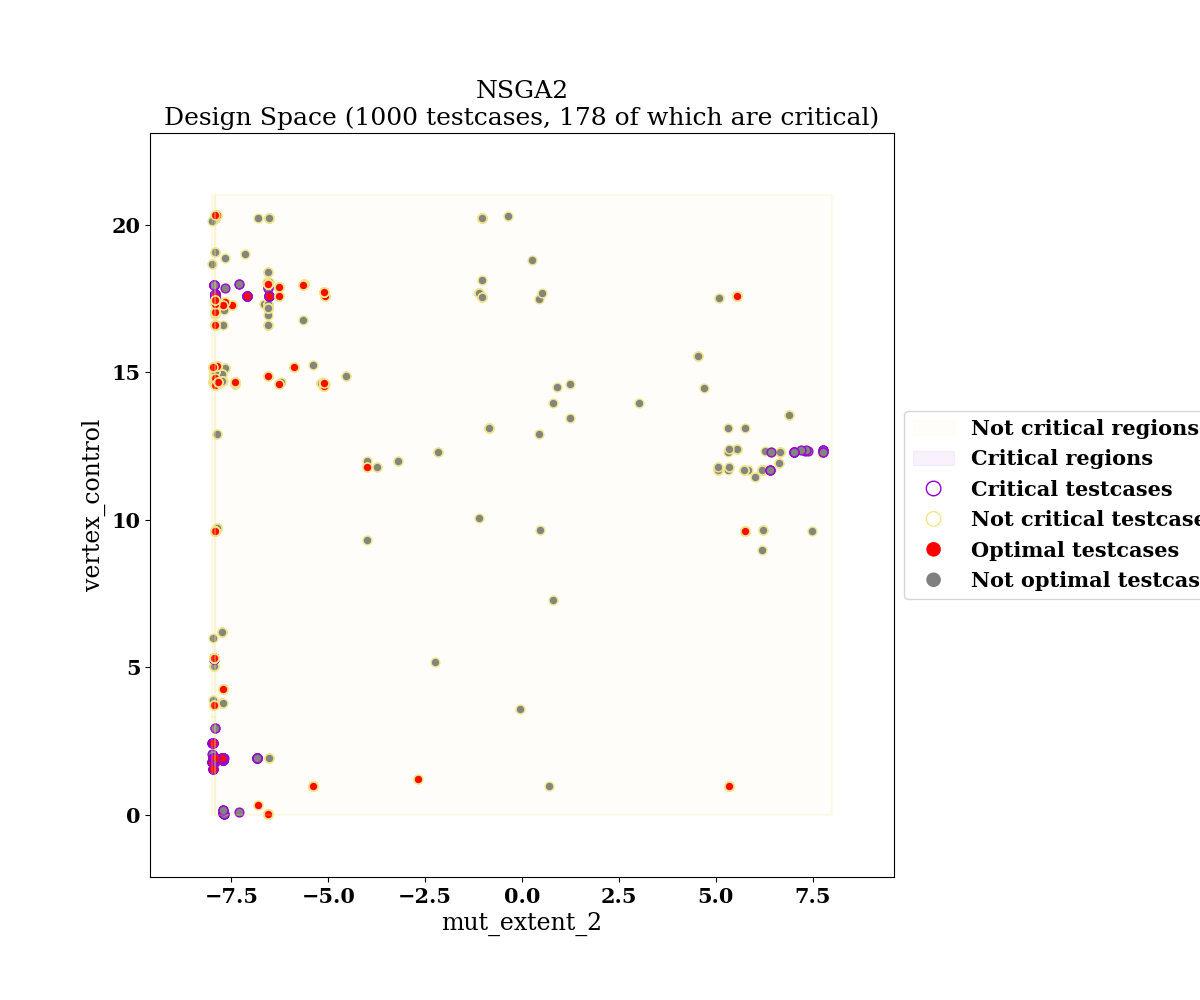 NSGA2
Design Space (1000 testcases, 178 of which are critical)
20
15
10
5
0
vertex_control
−7.5 −5.0 −2.5 0.0 2.5 5.0 7.5
mut_extent_2
Not critical regions
Critical regions
Critical testcases
Not critical testcase
Optimal testcases
Not optimal testcas